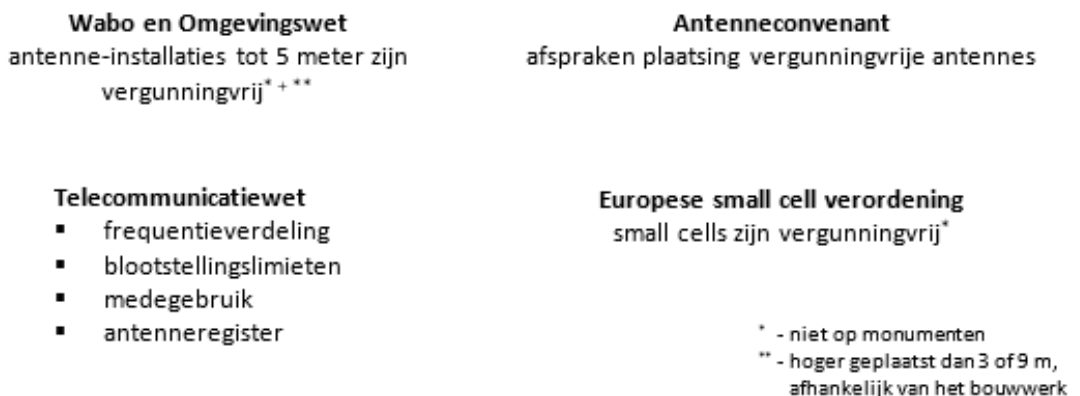 Wabo en Omgevingswet
antenne-installaties tot 5 meter zijn
vergunningvrij* + **
Antenneconvenant
afspraken plaatsing vergunningvrije antennes
Telecommunicatiewet
▪ frequentieverdeling
▪ blootstellingslimieten
▪ medegebruik
▪ antenneregister
Europese small cell verordening
small cells zijn vergunningvrij*
* - niet op monumenten
** - hoger geplaatst dan 3 of 9 m,
afhankelijk van het bouwwerk